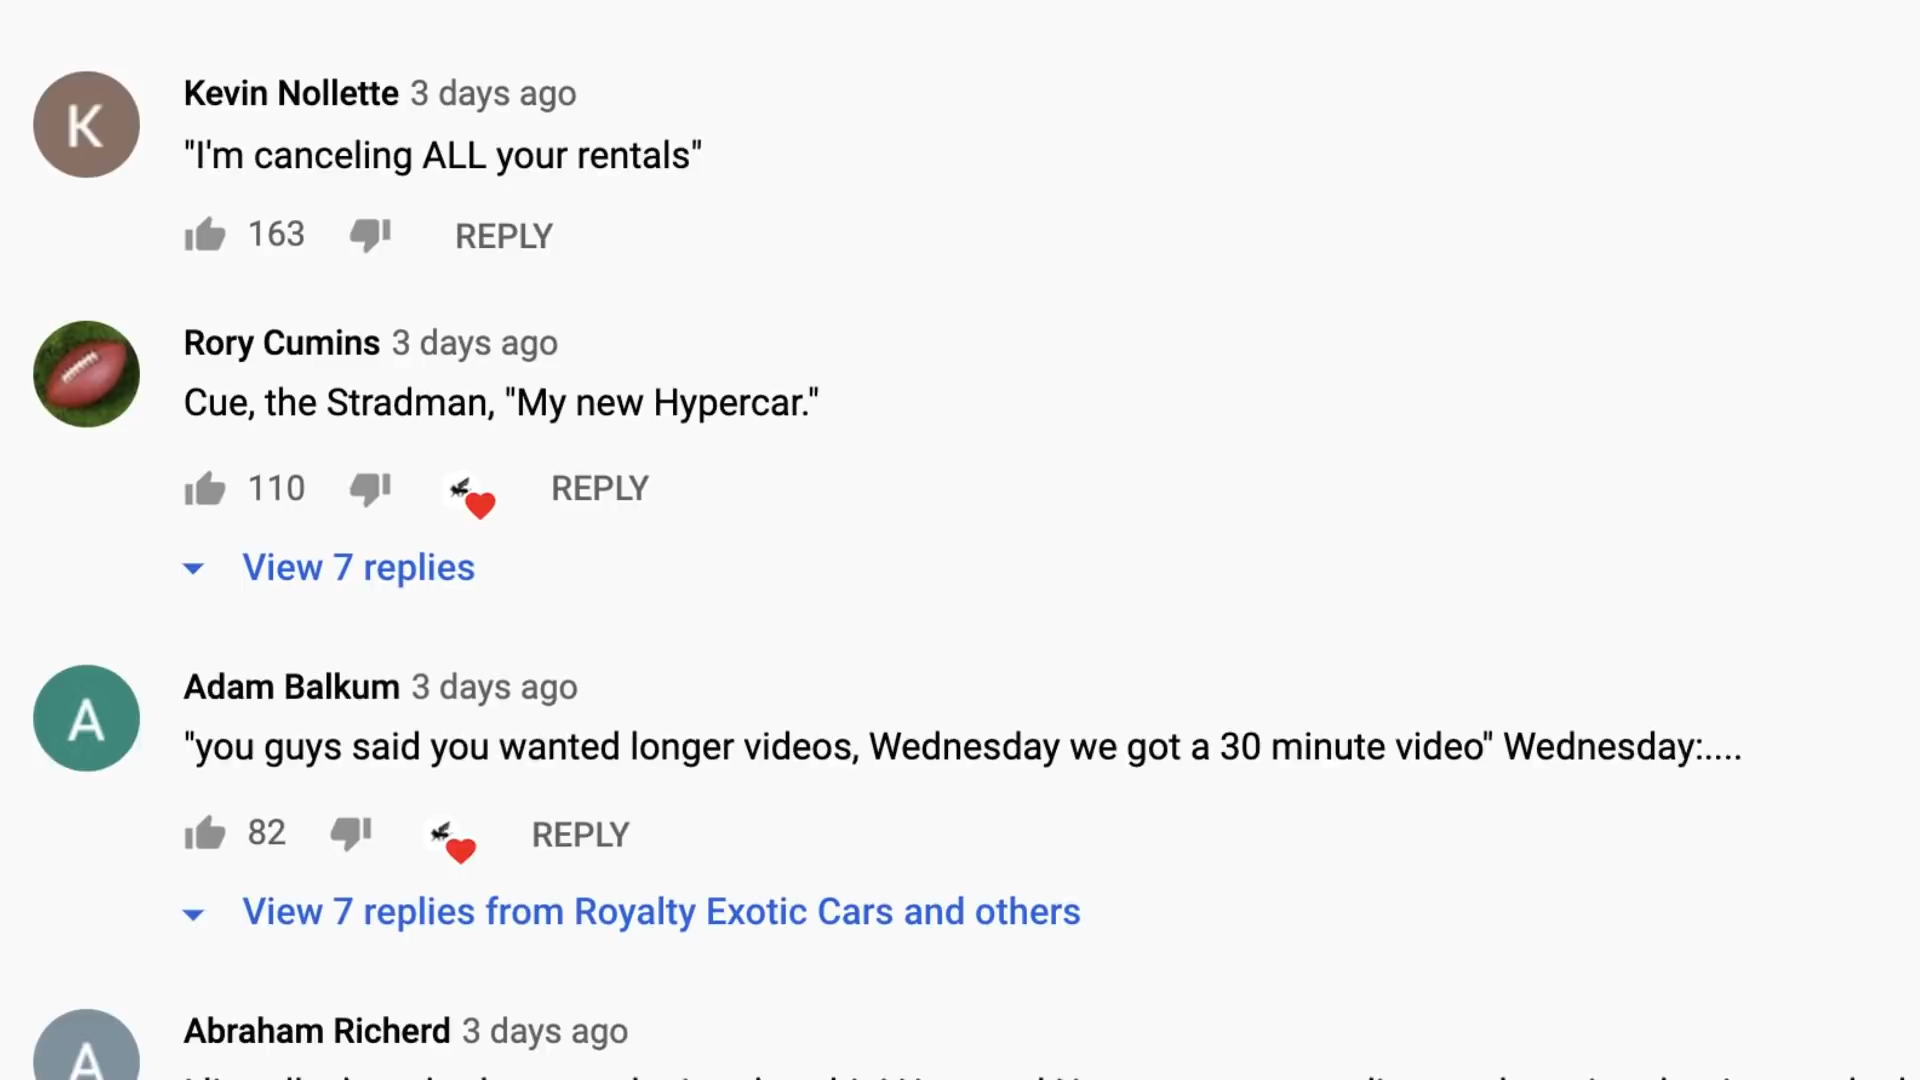 K
Kevin Nollette 3 days ago
"I'm canceling ALL your rentals"
163 REPLY
Rory Cumins 3 days ago
Cue, the Stradman, "My new Hypercar."
110 REPLY
View 7 replies
A
Adam Balkum 3 days ago
"you guys said you wanted longer videos, Wednesday we got a 30 minute video" Wednesday:....
82 REPLY
View 7 replies from Royalty Exotic Cars and others
A
Abraham Richerd 3 days ago